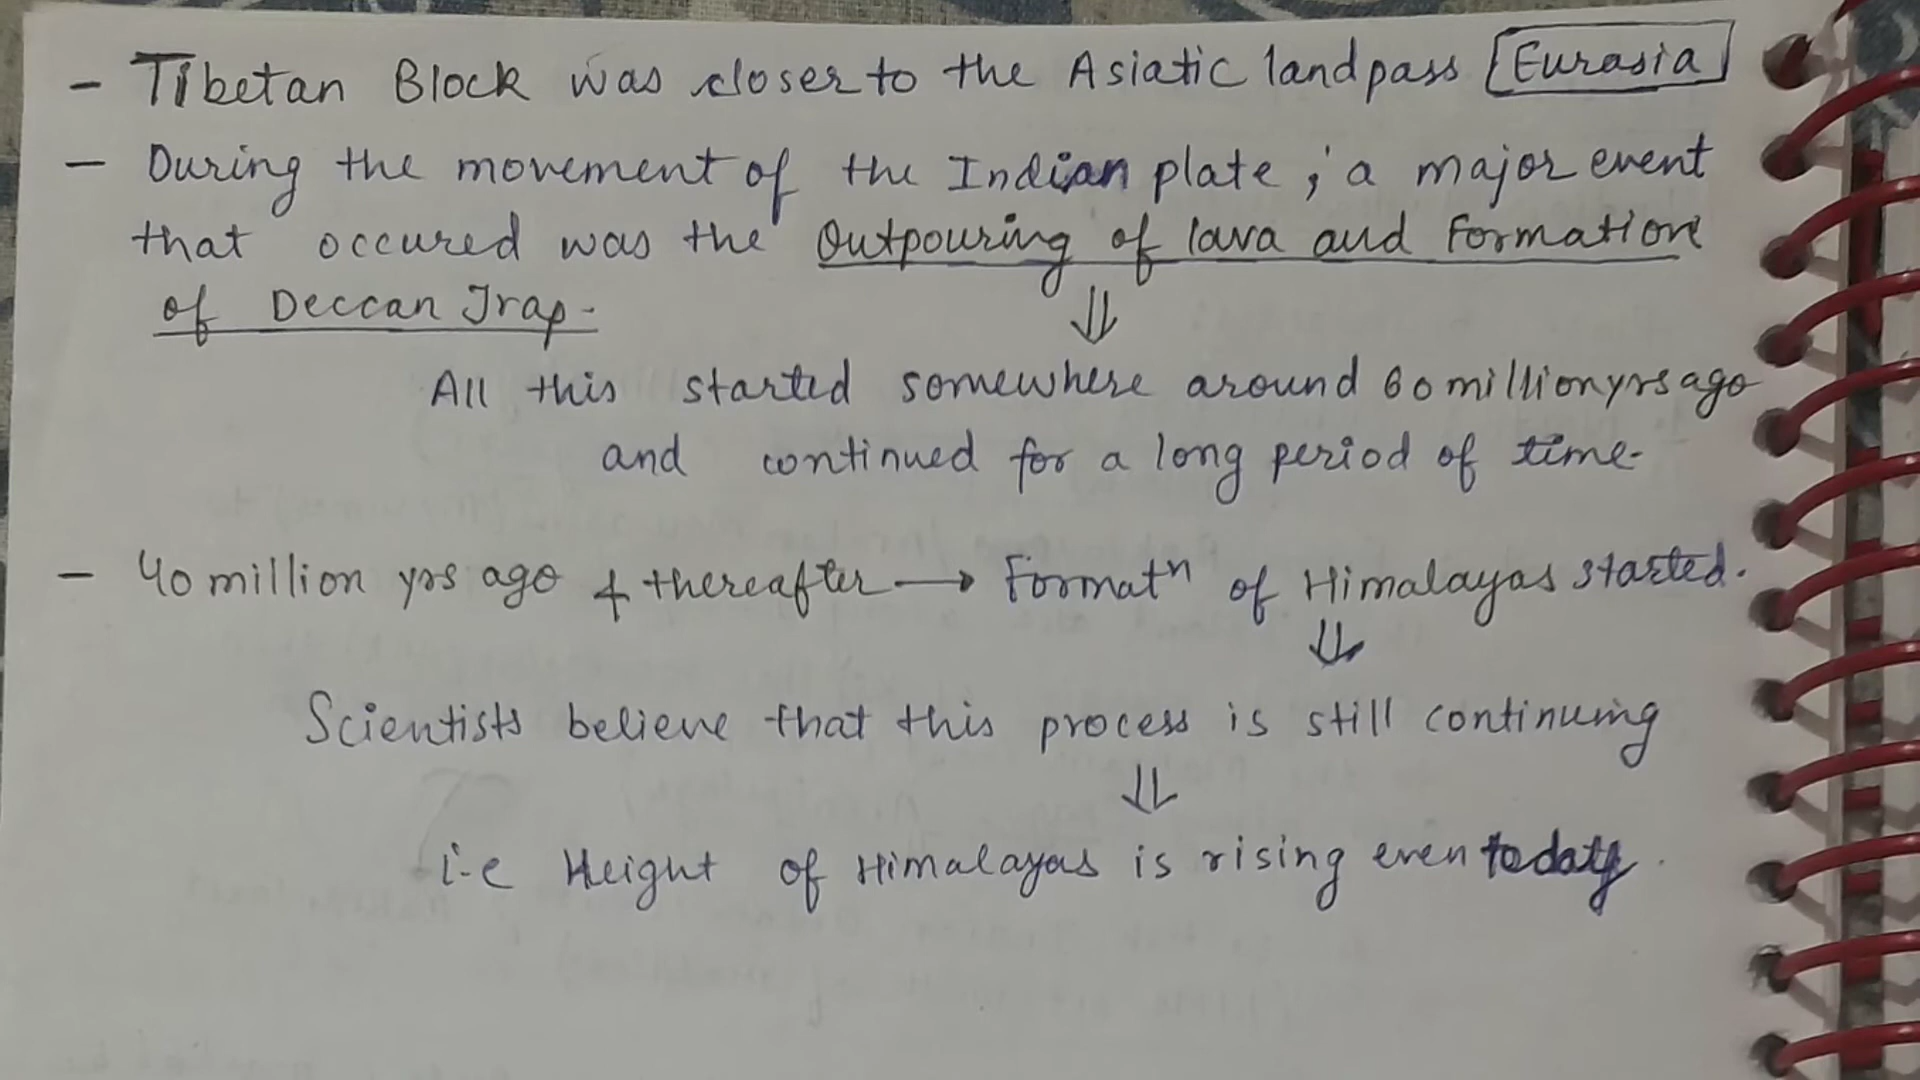 - Tibetan Block was closer to the Asiatic landpass [Eurasia]
- During the movement of the Indian plate, a major event
that occured was the Outpouring of lava and Formation
of Deccan Trap.
⇓
All this started somewhere around 60 million yrs ago
and continued for a long period of time.
- 40 million yrs ago & thereafter → Formatⁿ of Himalayas started.
⇓
Scientists believe that this process is still continuing
⇓
i.e Height of Himalayas is rising even today.